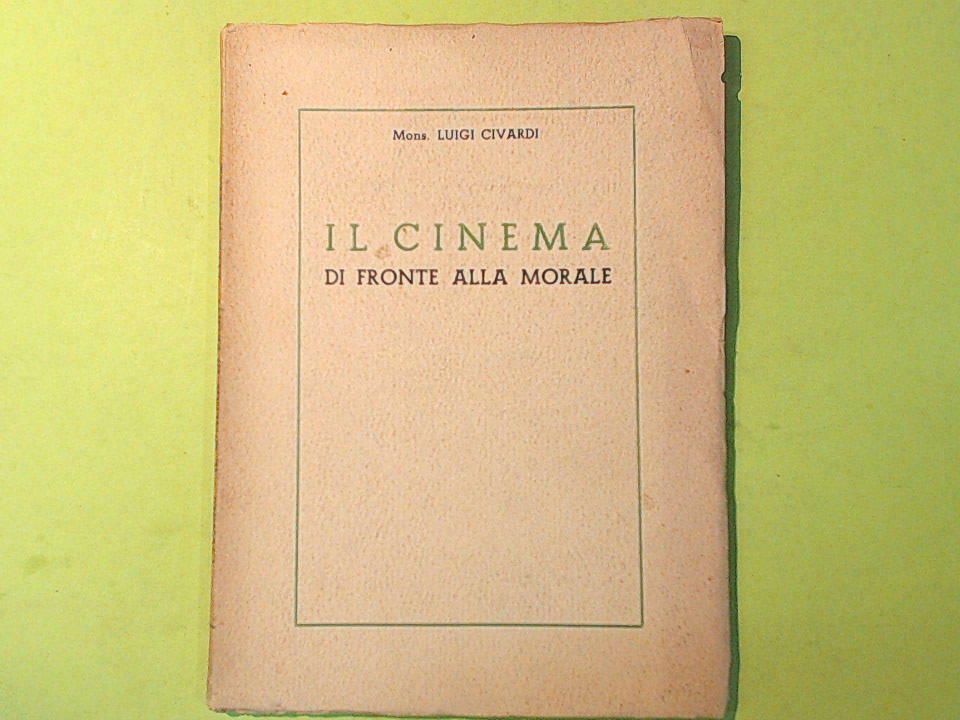 Mons. LUIGI CIVARDI
IL CINEMA
DI FRONTE ALLA MORALE